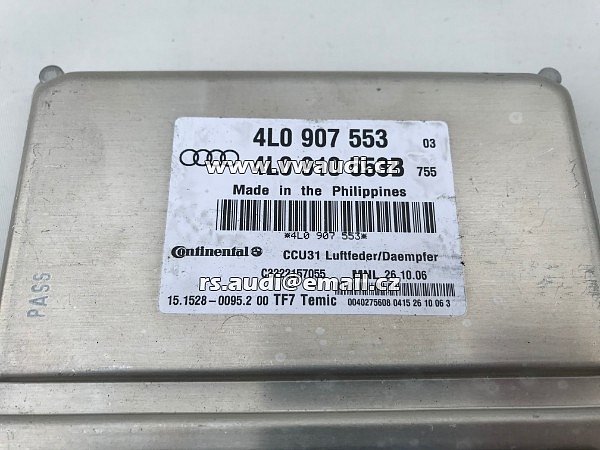 4L0 907 553 03
755
www.vwaudi.cz
Made in the Philippines
*4L0 907 553*
Continental CCU31 Luftfeder/Daempfer
26.10.06
rs.audi@email.cz
15.1528-0095.2 00 TF7 Temic 0040275608 0415 26 10 06 3
PASS